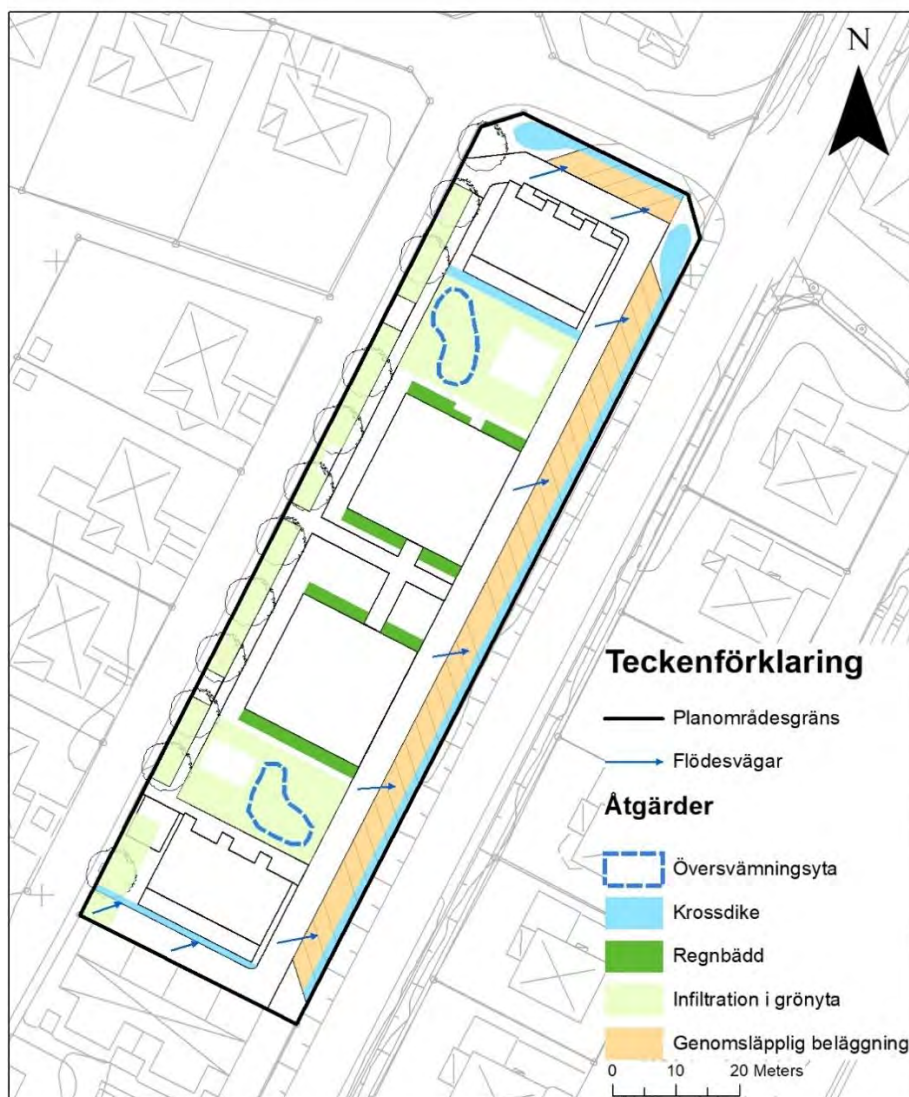 N
Teckenförklaring
Planområdesgräns
Flödesvägar
Åtgärder
Översvämningsyta
Krossdike
Regnbädd
Infiltration i grönyta
Genomsläpplig beläggning
0 10 20 Meters